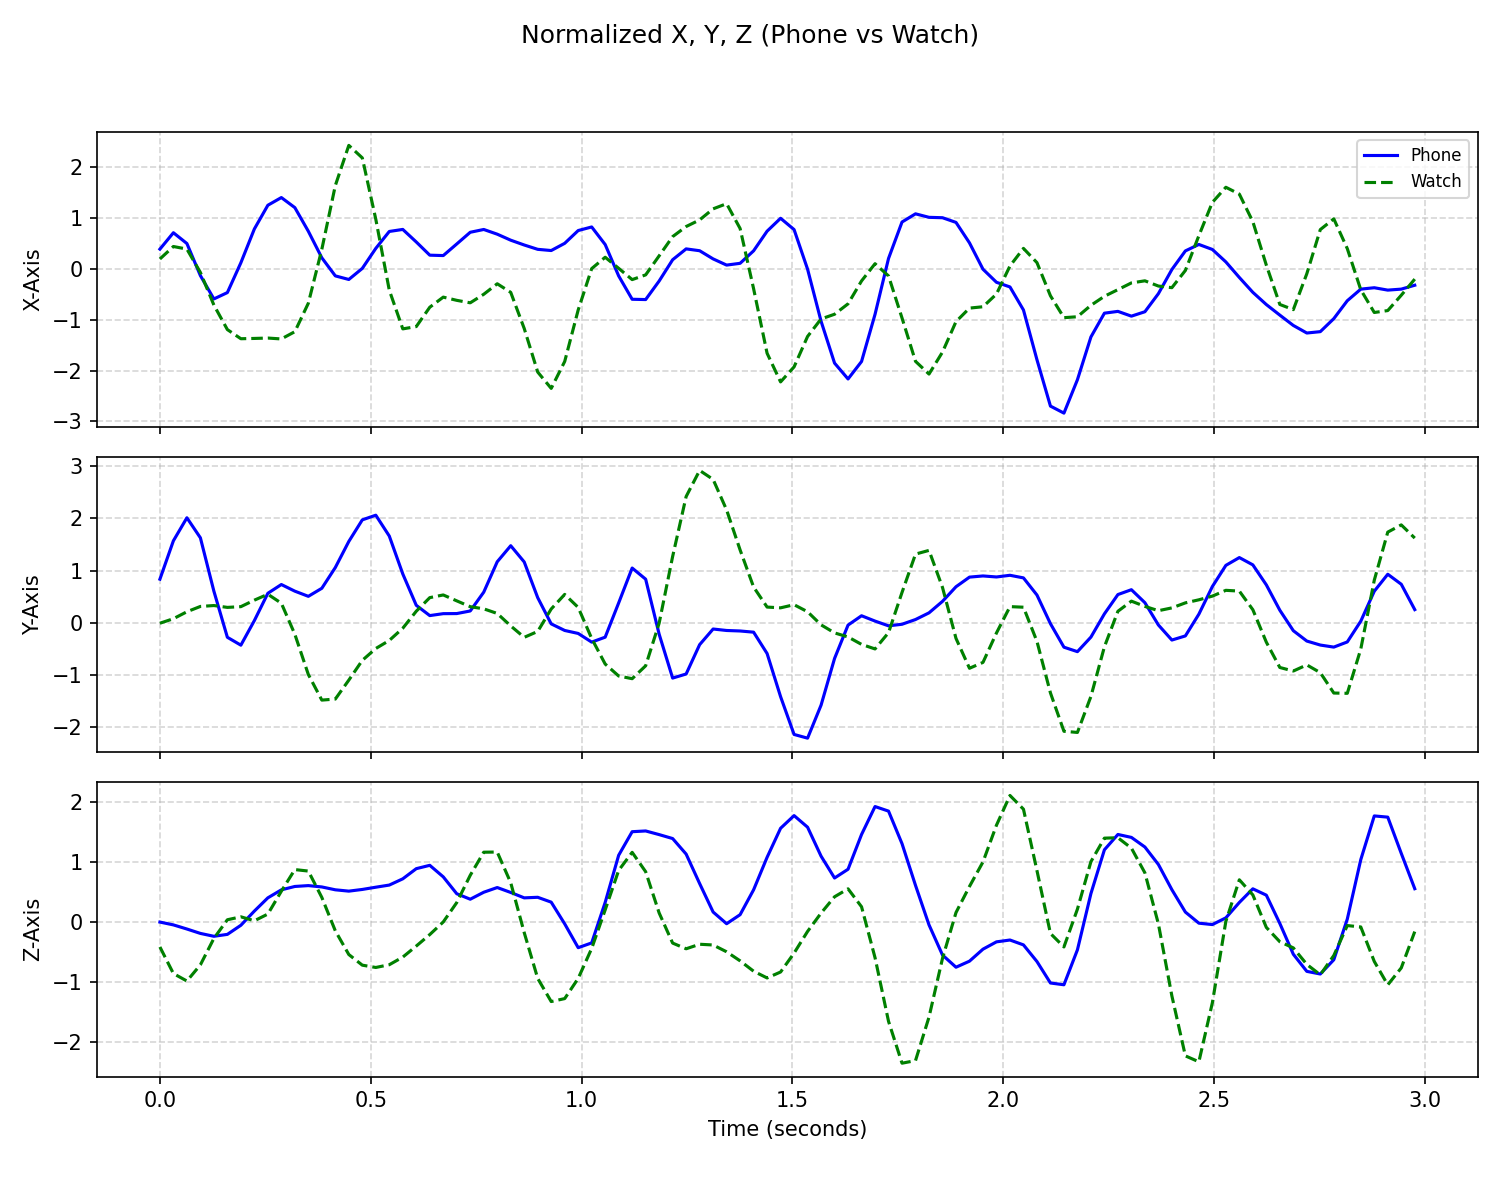 Normalized X, Y, Z (Phone vs Watch)
2
1
0
−1
−2
−3
X-Axis
Phone
Watch
3
2
1
0
−1
−2
Y-Axis
2
1
0
−1
−2
Z-Axis
0.0 0.5 1.0 1.5 2.0 2.5 3.0
Time (seconds)